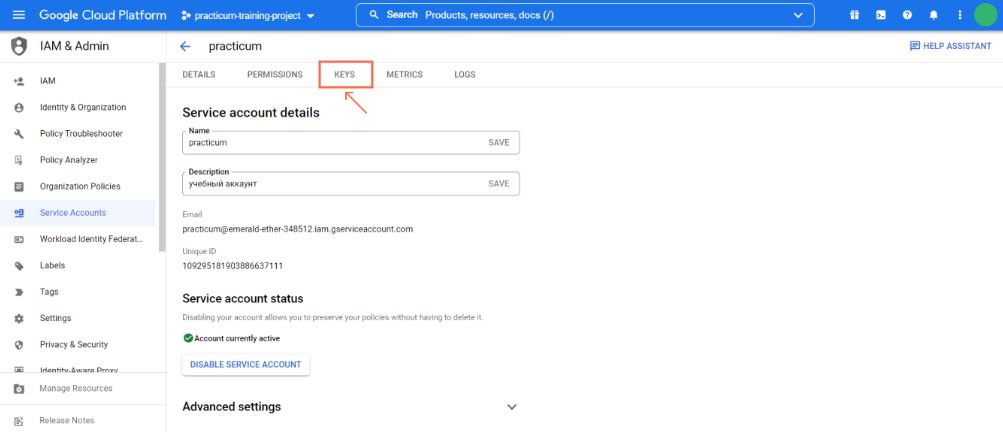 Google Cloud Platform
practicum-training-project
Search Products, resources, docs (/)
IAM & Admin
practicum
HELP ASSISTANT
DETAILS
PERMISSIONS
KEYS
METRICS
LOGS
IAM
Identity & Organization
Policy Troubleshooter
Policy Analyzer
Organization Policies
Service Accounts
Workload Identity Federat..
Labels
Tags
Settings
Privacy & Security
Identity-Aware Proxy
Manage Resources
Release Notes
Service account details
Name
practicum
SAVE
Description
учебный аккаунт
SAVE
Email
practicum@emerald-ether-348512.iam.gserviceaccount.com
Unique ID
109295181903886637111
Service account status
Disabling your account allows you to preserve your policies without having to delete it.
Account currently active
DISABLE SERVICE ACCOUNT
Advanced settings